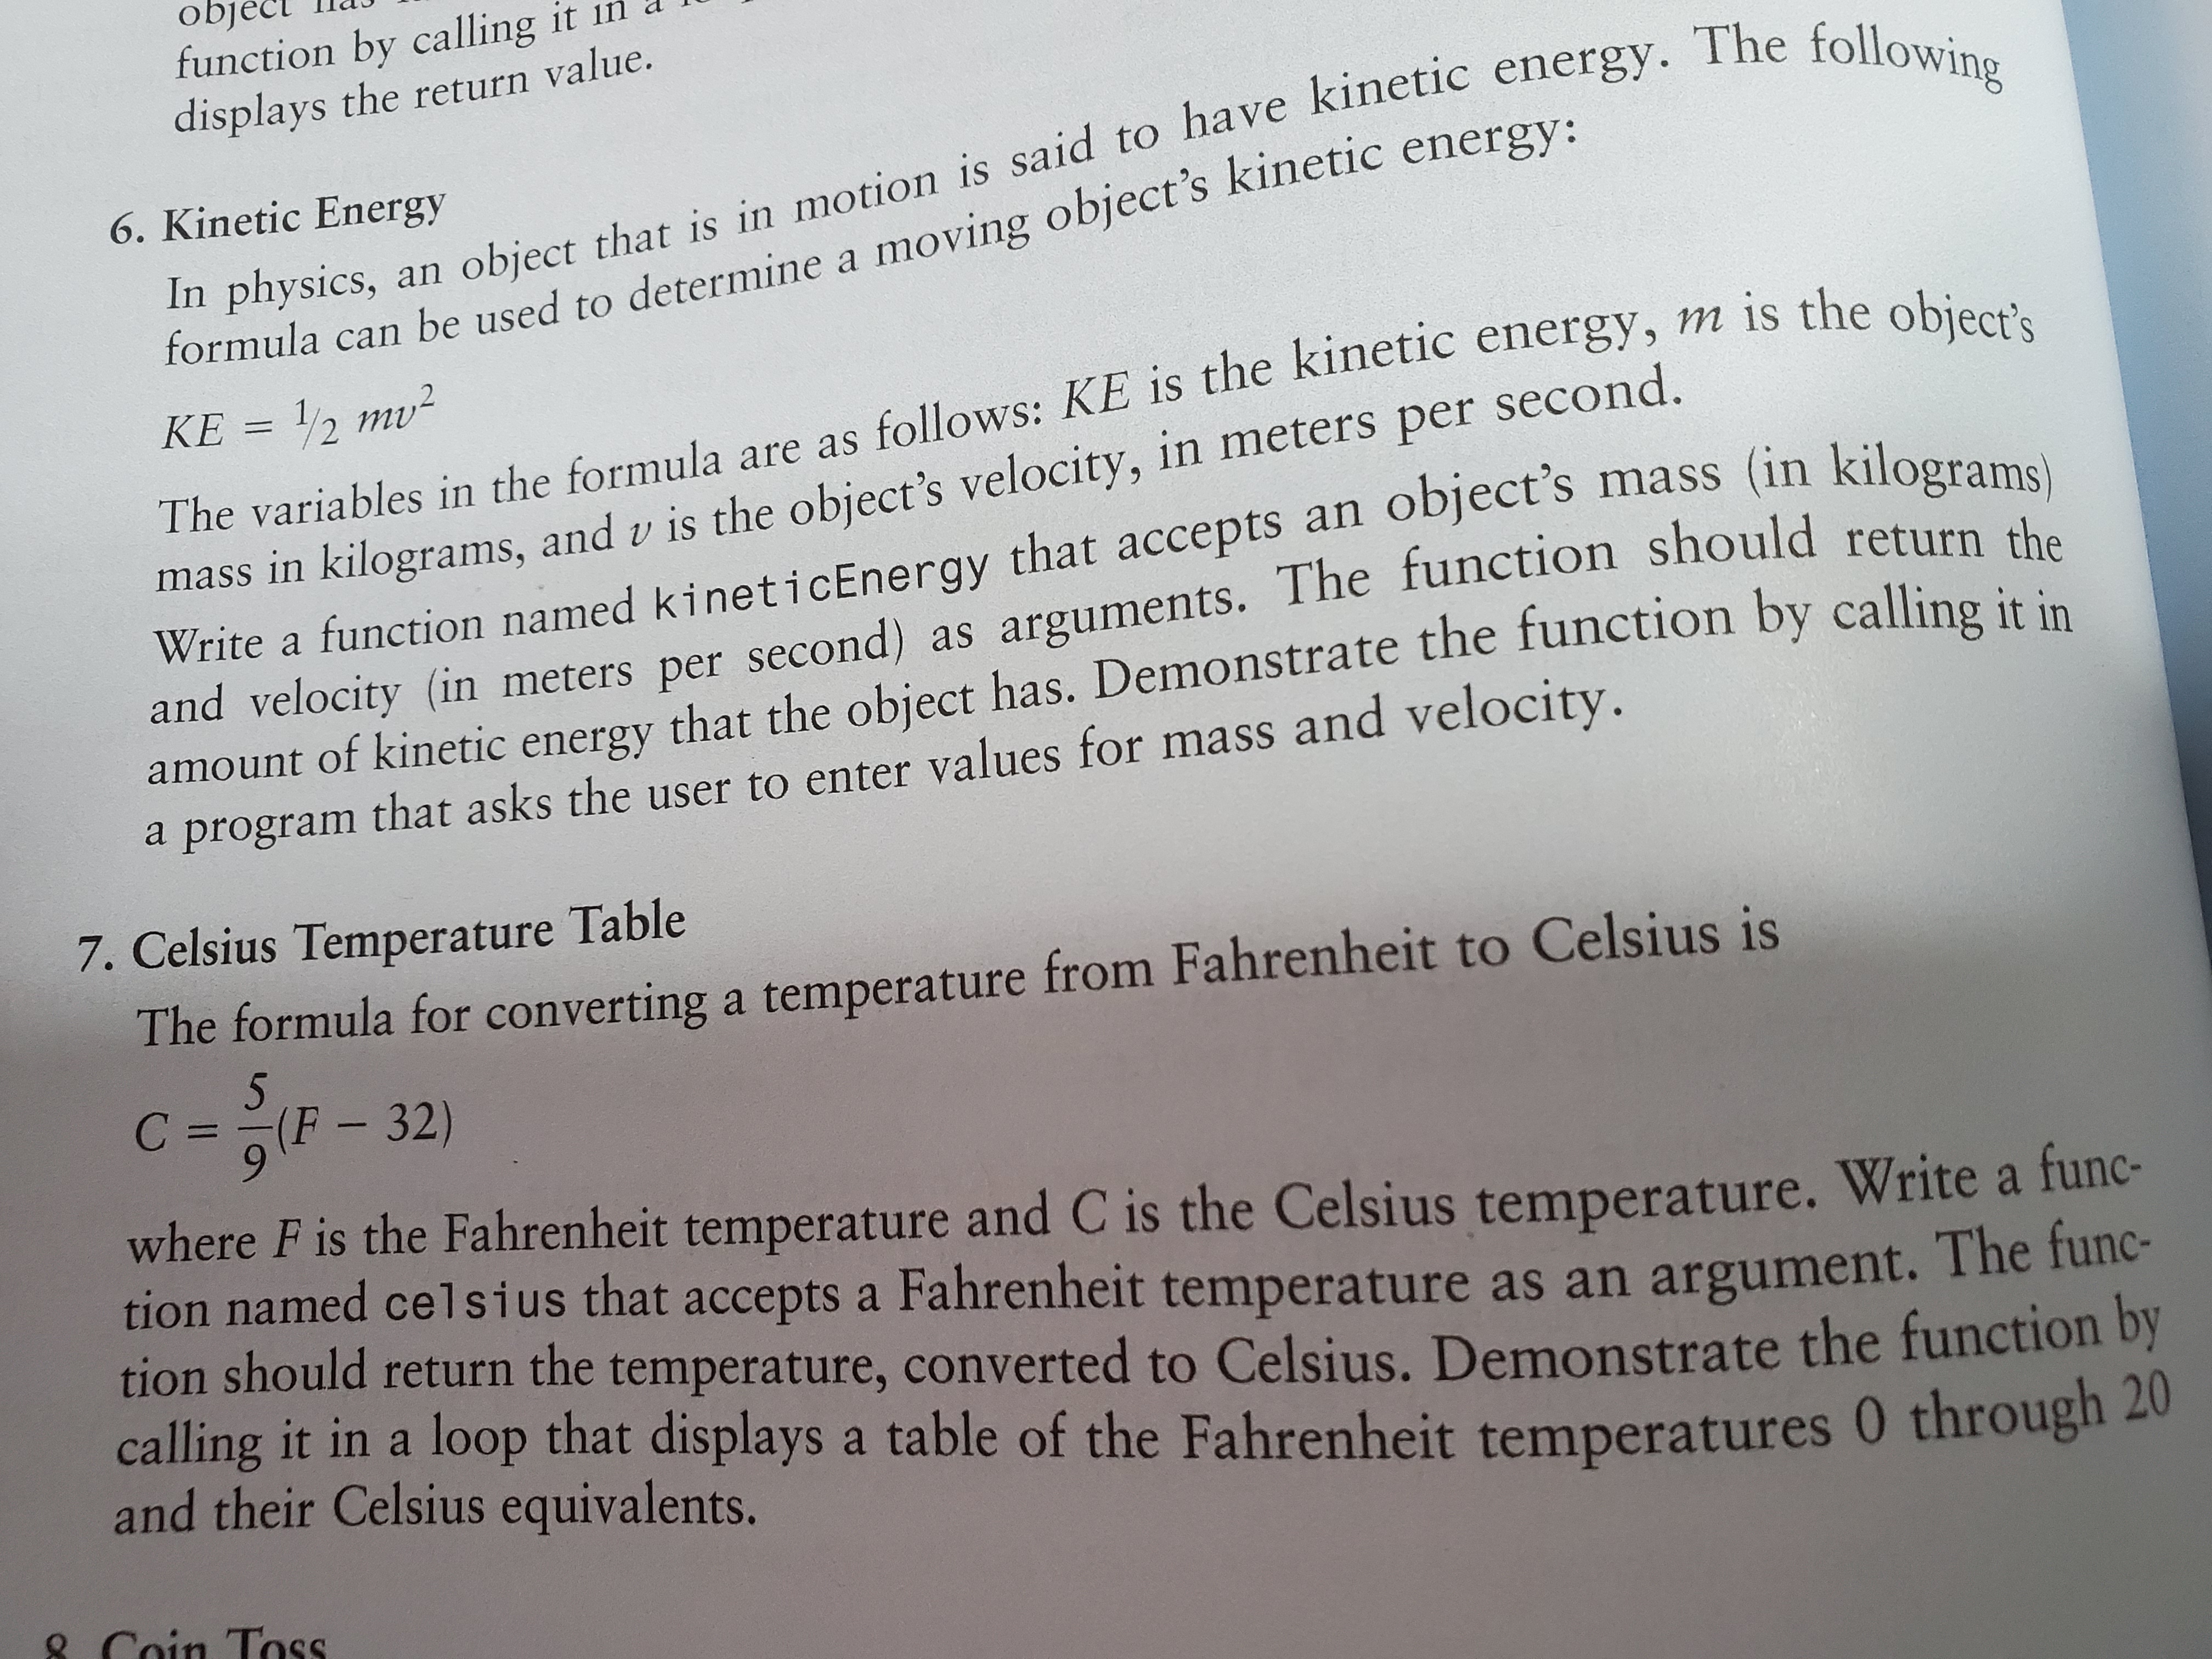 object has
function by calling it in a
displays the return value.
6. Kinetic Energy
In physics, an object that is in motion is said to have kinetic energy. The following
formula can be used to determine a moving object's kinetic energy:
KE = 1/2 mv²
The variables in the formula are as follows: KE is the kinetic energy, m is the object's
mass in kilograms, and v is the object's velocity, in meters per second.
Write a function named kineticEnergy that accepts an object's mass (in kilograms)
and velocity (in meters per second) as arguments. The function should return the
amount of kinetic energy that the object has. Demonstrate the function by calling it in
a program that asks the user to enter values for mass and velocity.
7. Celsius Temperature Table
The formula for converting a temperature from Fahrenheit to Celsius is
C = 5/9(F − 32)
where F is the Fahrenheit temperature and C is the Celsius temperature. Write a func-
tion named celsius that accepts a Fahrenheit temperature as an argument. The func-
tion should return the temperature, converted to Celsius. Demonstrate the function by
calling it in a loop that displays a table of the Fahrenheit temperatures 0 through 20
and their Celsius equivalents.
8. Coin Toss